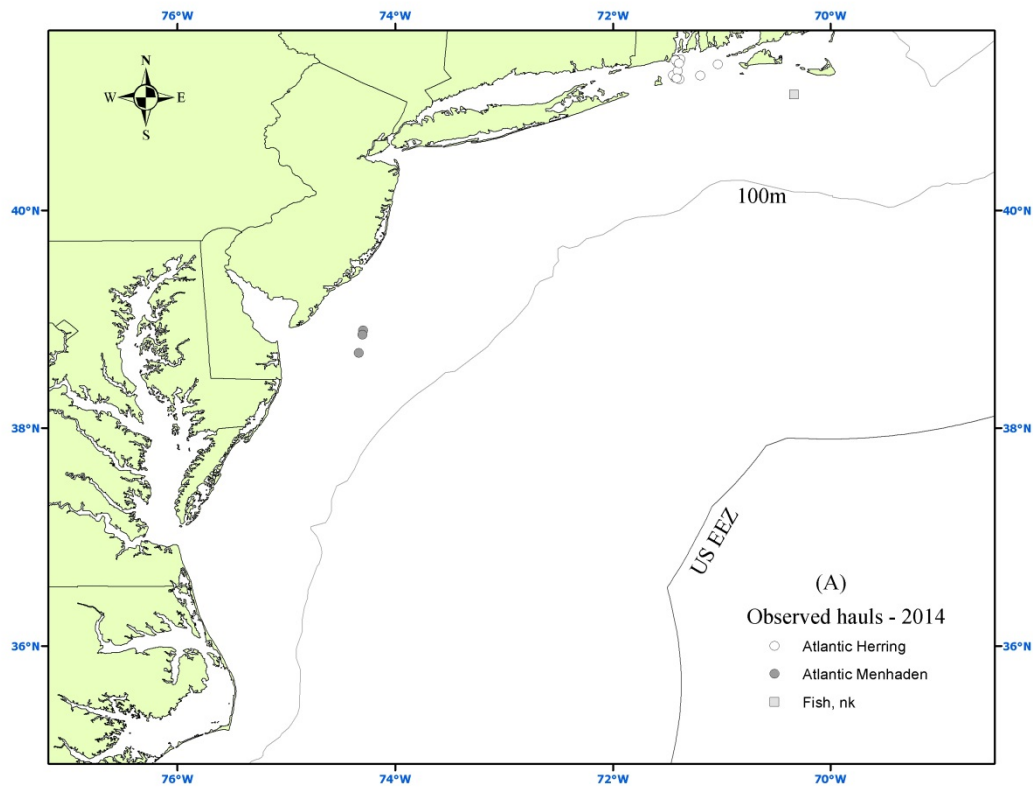 76°W 74°W 72°W 70°W
N
W E
S
40°N 100m 40°N
38°N 38°N
US EEZ
(A)
Observed hauls - 2014
36°N Atlantic Herring 36°N
Atlantic Menhaden
Fish, nk
76°W 74°W 72°W 70°W